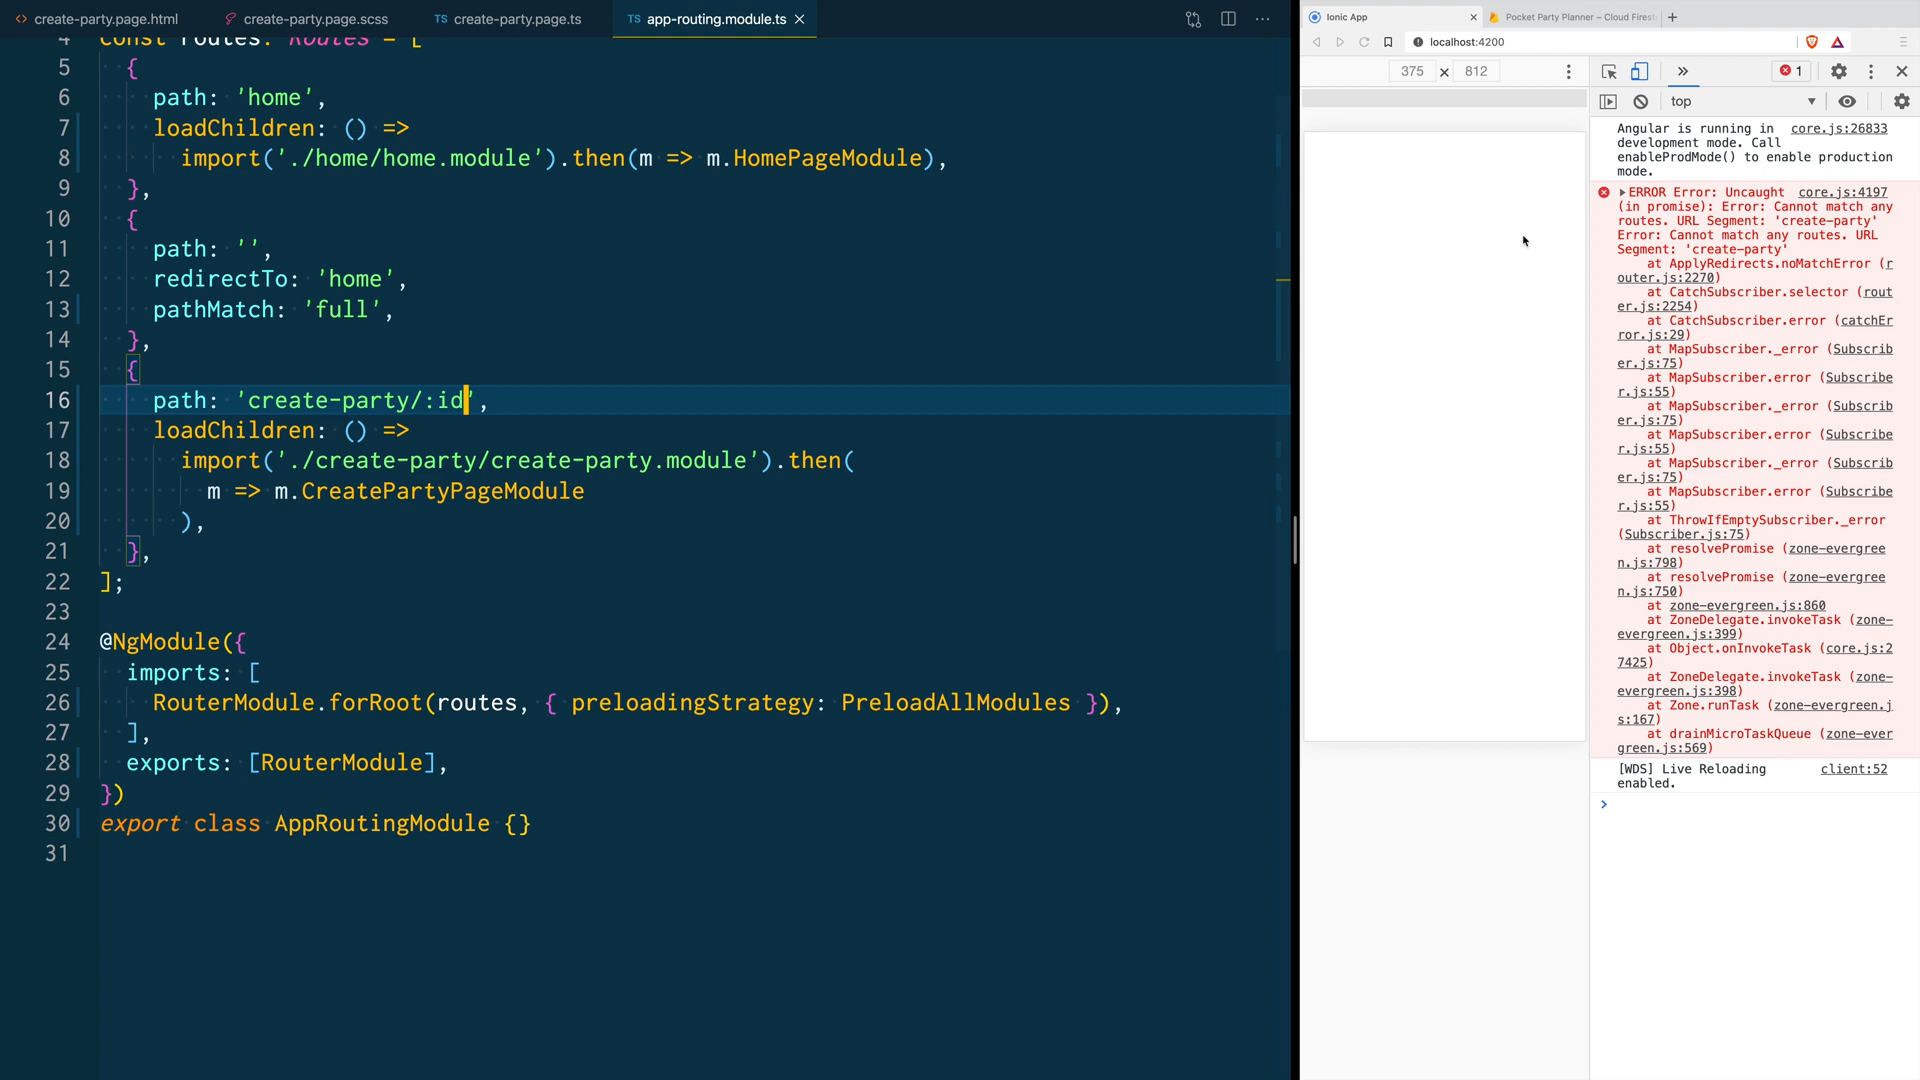 create-party.page.html
create-party.page.scss
TS create-party.page.ts
TS app-routing.module.ts
4 const routes: Routes = [
5 {
6 path: 'home',
7 loadChildren: () =>
8 import('./home/home.module').then(m => m.HomePageModule),
9 },
10 {
11 path: '',
12 redirectTo: 'home',
13 pathMatch: 'full',
14 },
15 {
16 path: 'create-party/:id',
17 loadChildren: () =>
18 import('./create-party/create-party.module').then(
19 m => m.CreatePartyPageModule
20 ),
21 },
22 ];
23
24 @NgModule({
25 imports: [
26 RouterModule.forRoot(routes, { preloadingStrategy: PreloadAllModules }),
27 ],
28 exports: [RouterModule],
29 })
30 export class AppRoutingModule {}
31
Ionic App
Pocket Party Planner – Cloud Fires
localhost:4200
375 × 812
1
top
Angular is running in core.js:26833
development mode. Call
enableProdMode() to enable production
mode.
ERROR Error: Uncaught core.js:4197
(in promise): Error: Cannot match any
routes. URL Segment: 'create-party'
Error: Cannot match any routes. URL
Segment: 'create-party'
at ApplyRedirects.noMatchError (r
outer.js:2270)
at CatchSubscriber.selector (rout
er.js:2254)
at CatchSubscriber.error (catchEr
ror.js:29)
at MapSubscriber._error (Subscrib
er.js:75)
at MapSubscriber.error (Subscribe
r.js:55)
at MapSubscriber._error (Subscrib
er.js:75)
at MapSubscriber.error (Subscribe
r.js:55)
at MapSubscriber._error (Subscrib
er.js:75)
at MapSubscriber.error (Subscribe
r.js:55)
at ThrowIfEmptySubscriber._error
(Subscriber.js:75)
at resolvePromise (zone-evergree
n.js:798)
at resolvePromise (zone-evergree
n.js:750)
at zone-evergreen.js:860
at ZoneDelegate.invokeTask (zone-
evergreen.js:399)
at Object.onInvokeTask (core.js:2
7425)
at ZoneDelegate.invokeTask (zone-
evergreen.js:398)
at Zone.runTask (zone-evergreen.j
s:167)
at drainMicroTaskQueue (zone-ever
green.js:569)
[WDS] Live Reloading client:52
enabled.